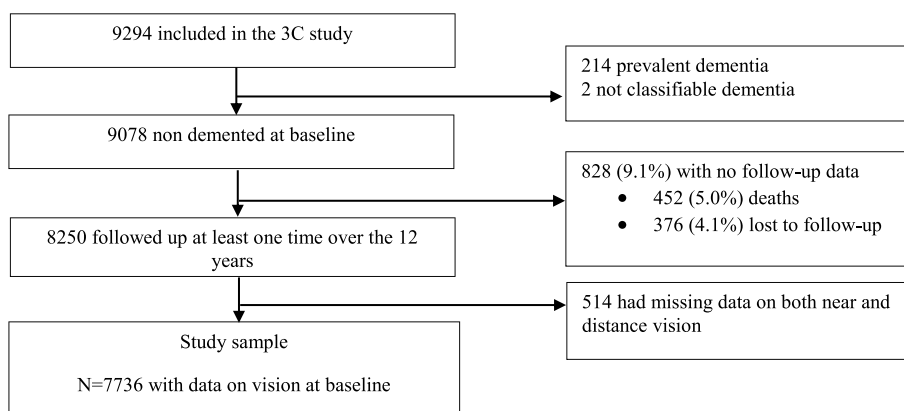 9294 included in the 3C study
214 prevalent dementia
2 not classifiable dementia
9078 non demented at baseline
828 (9.1%) with no follow-up data
• 452 (5.0%) deaths
• 376 (4.1%) lost to follow-up
8250 followed up at least one time over the 12
years
514 had missing data on both near and
distance vision
Study sample
N=7736 with data on vision at baseline